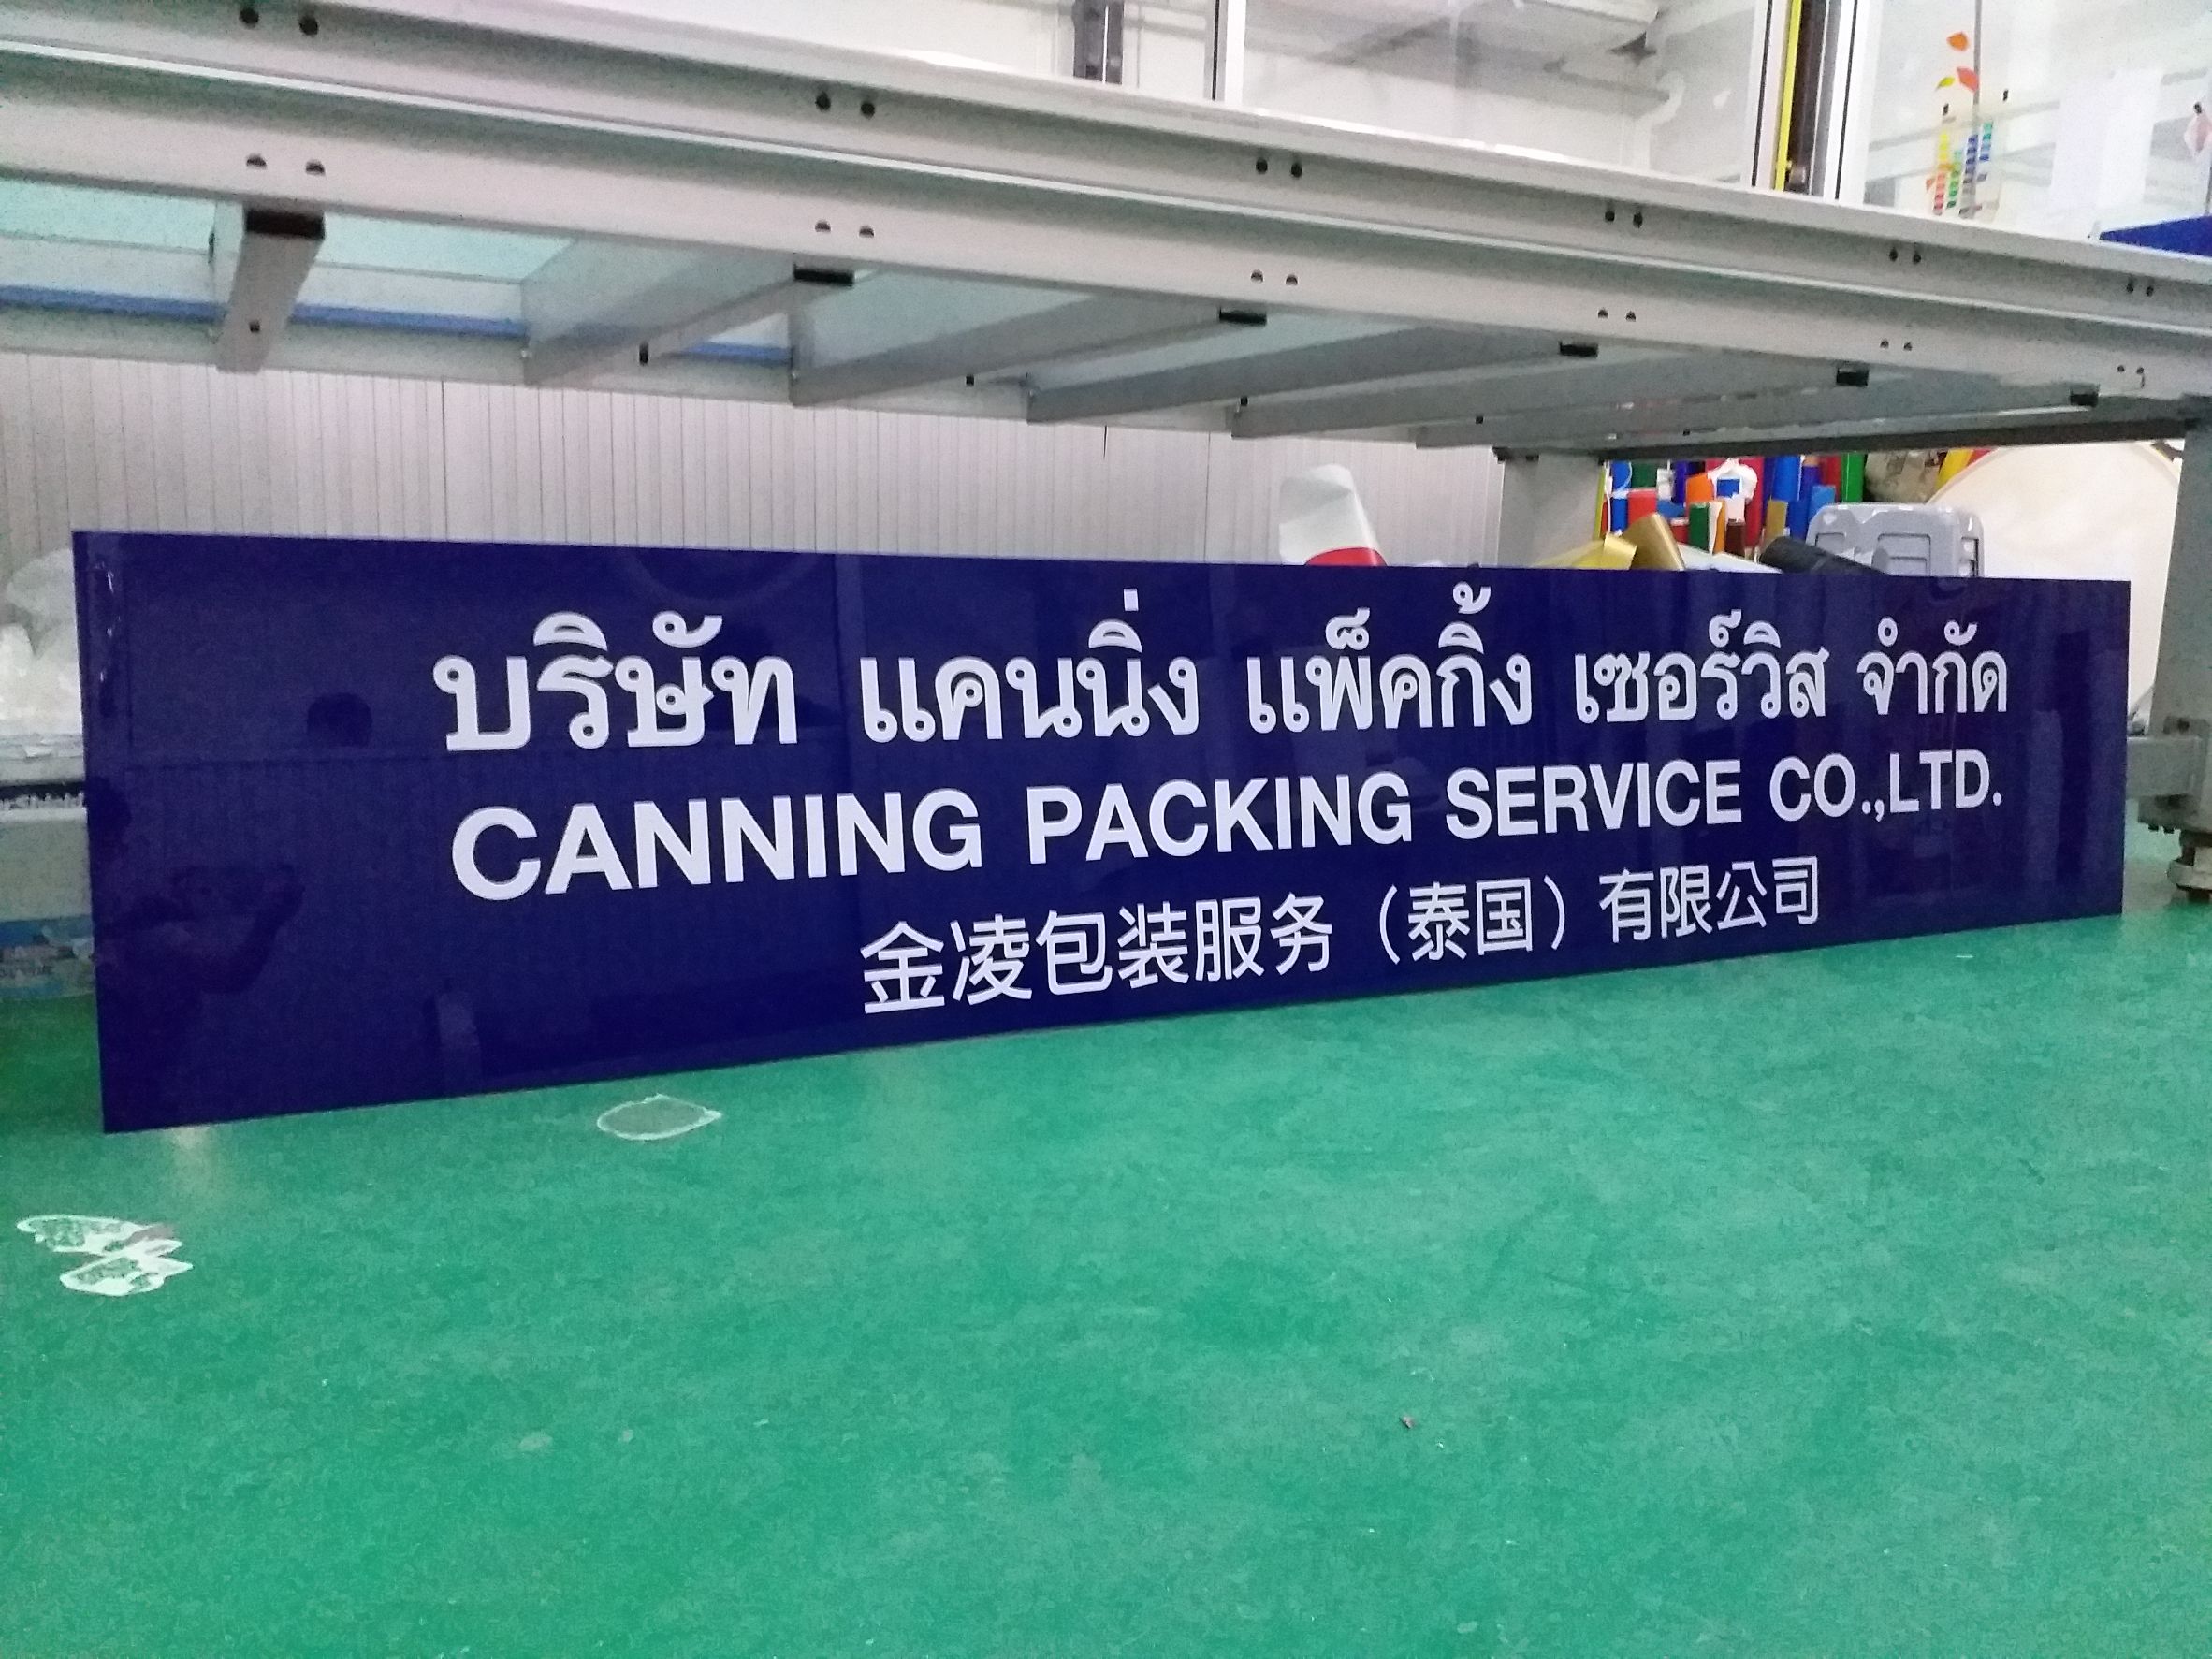 บริษัท แคนนิ่ง แพ็คกิ้ง เซอร์วิส จำกัด
CANNING PACKING SERVICE CO.,LTD.
金凌包装服务（泰国）有限公司